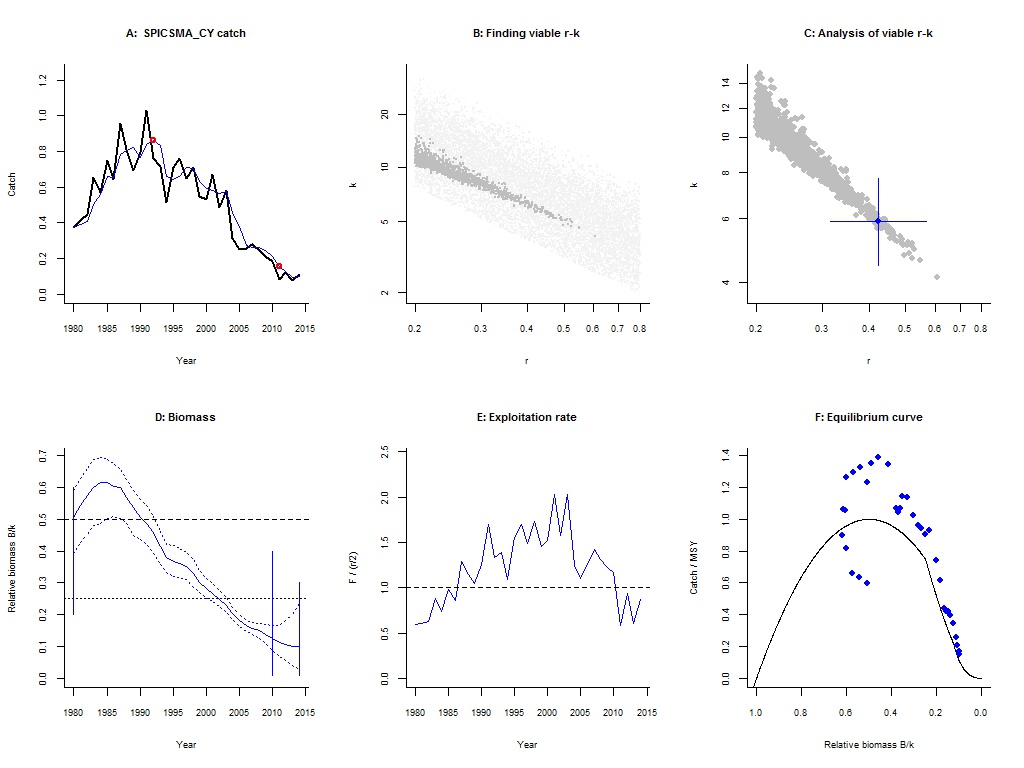 A: SPICSMA_CY catch
Catch
0.0 0.2 0.4 0.6 0.8 1.0 1.2
1980 1985 1990 1995 2000 2005 2010 2015
Year
B: Finding viable r-k
k
2 5 10 20
0.2 0.3 0.4 0.5 0.6 0.7 0.8
r
C: Analysis of viable r-k
k
4 6 8 10 12 14
0.2 0.3 0.4 0.5 0.6 0.7 0.8
r
D: Biomass
Relative biomass B/k
0.0 0.1 0.2 0.3 0.4 0.5 0.6 0.7
1980 1985 1990 1995 2000 2005 2010 2015
Year
E: Exploitation rate
F / (r/2)
0.0 0.5 1.0 1.5 2.0 2.5
1980 1985 1990 1995 2000 2005 2010 2015
Year
F: Equilibrium curve
Catch / MSY
0.0 0.2 0.4 0.6 0.8 1.0 1.2 1.4
1.0 0.8 0.6 0.4 0.2 0.0
Relative biomass B/k